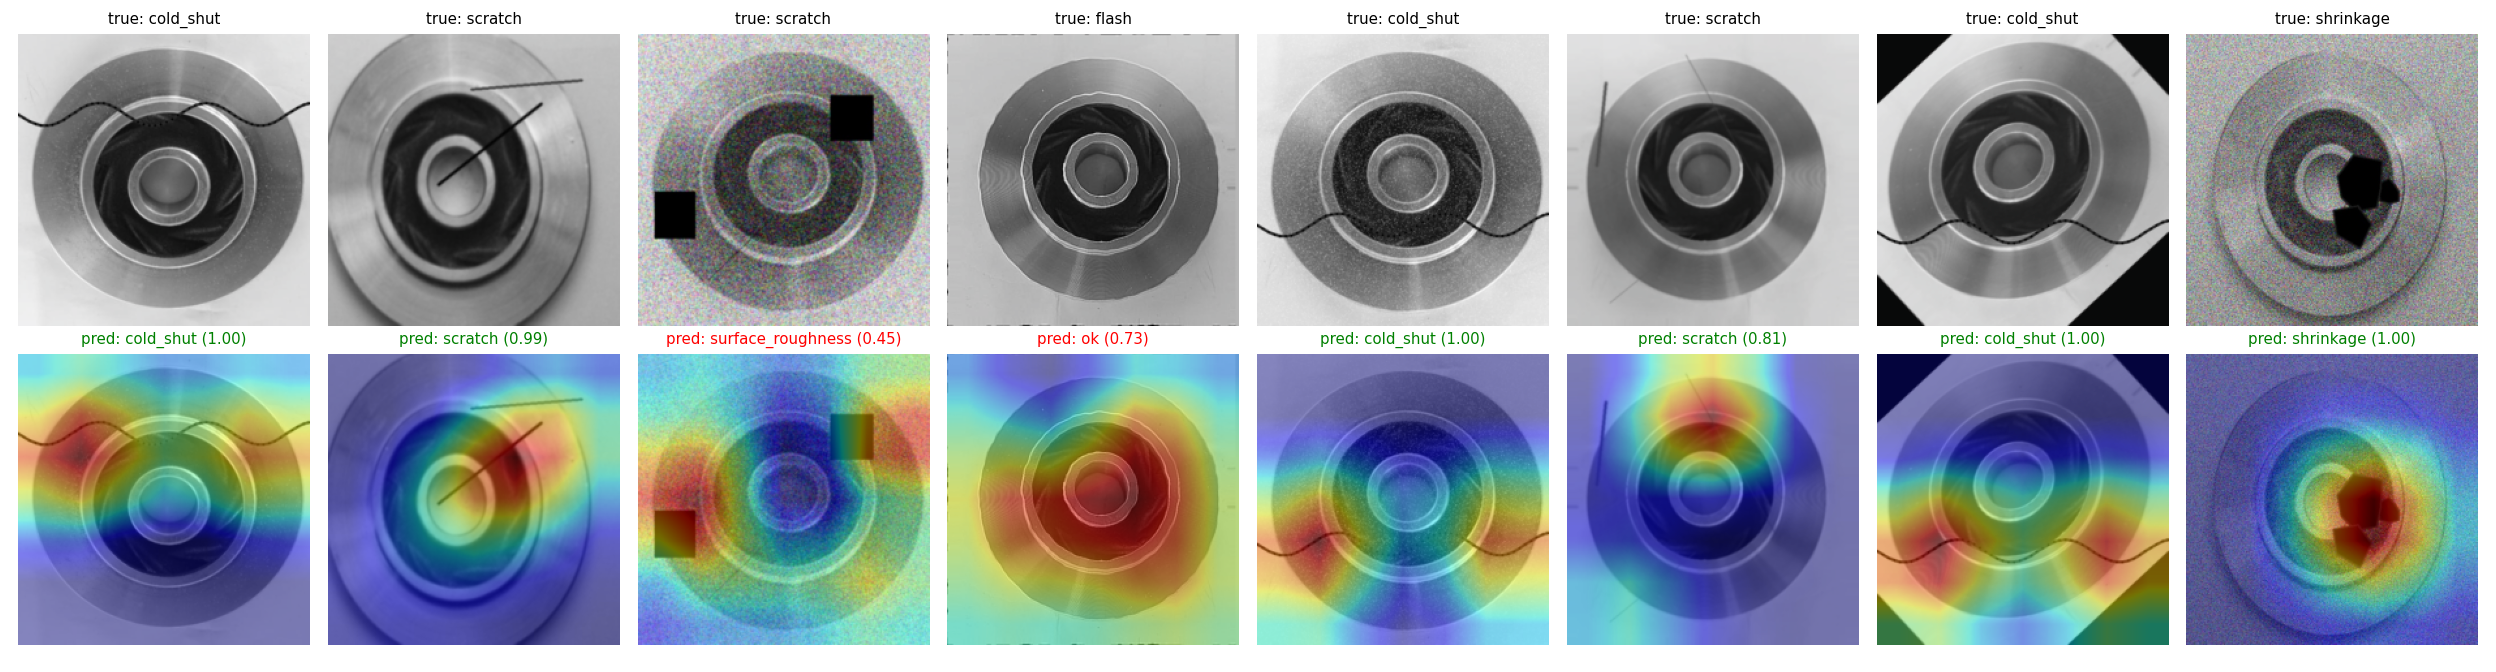 true: cold_shut
true: scratch
true: scratch
true: flash
true: cold_shut
true: scratch
true: cold_shut
true: shrinkage
pred: cold_shut (1.00)
pred: scratch (0.99)
pred: surface_roughness (0.45)
pred: ok (0.73)
pred: cold_shut (1.00)
pred: scratch (0.81)
pred: cold_shut (1.00)
pred: shrinkage (1.00)